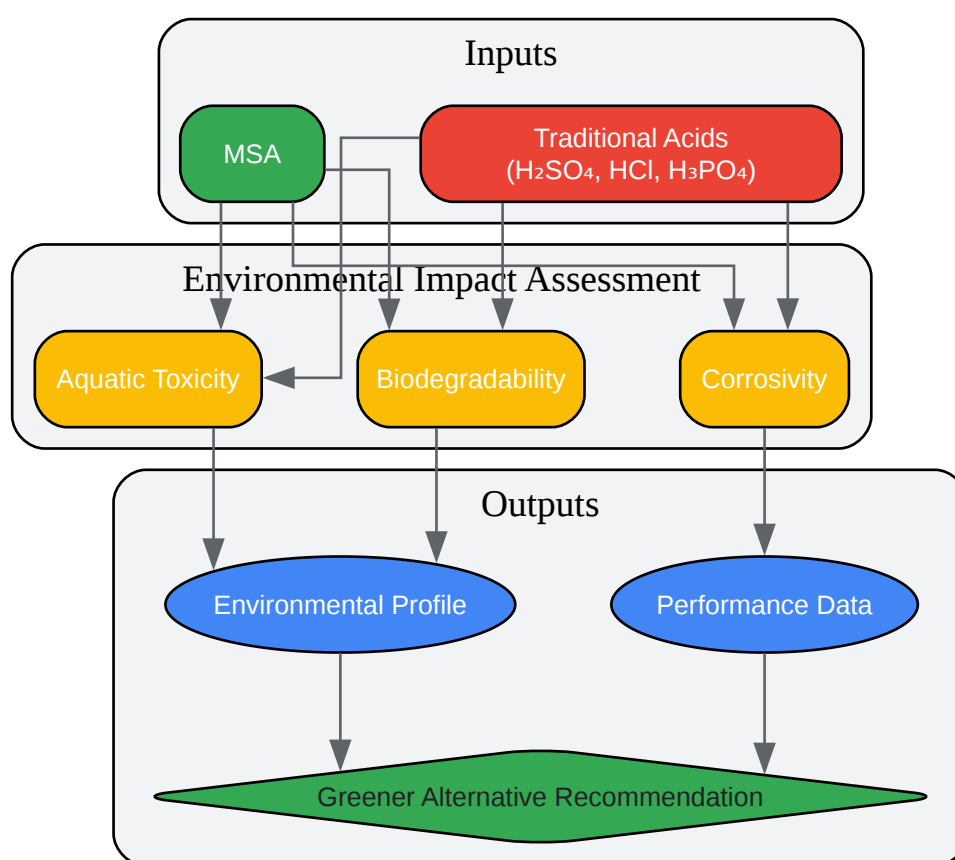 Inputs
MSA
Traditional Acids
(H₂SO₄, HCl, H₃PO₄)
Environmental Impact Assessment
Aquatic Toxicity
Biodegradability
Corrosivity
Outputs
Environmental Profile
Performance Data
Greener Alternative Recommendation